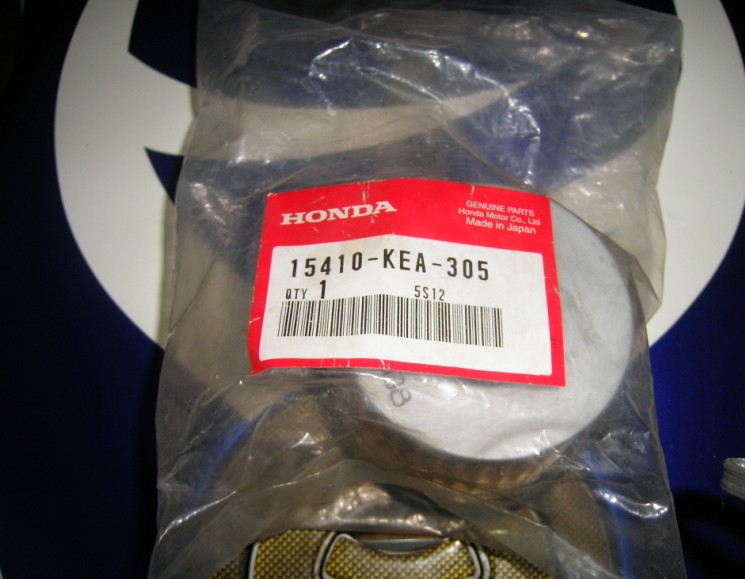 HONDA
GENUINE PARTS
Honda Motor Co., Ltd
Made in Japan
15410-KEA-305
QTY 1 5S12